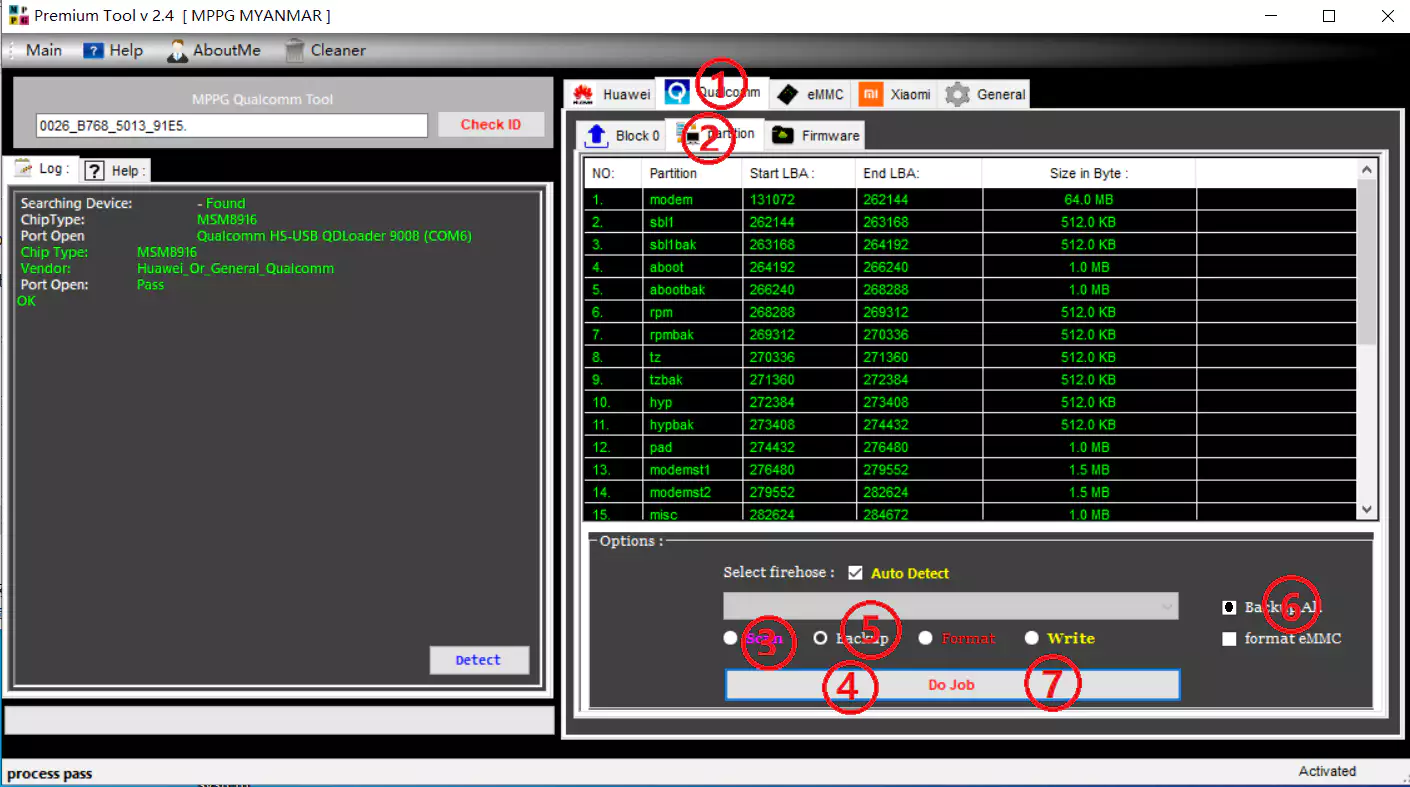 Premium Tool v 2.4 [ MPPG MYANMAR ]
Main Help AboutMe Cleaner
MPPG Qualcomm Tool
0026_B768_5013_91E5. Check ID
Log : Help :
Searching Device: - Found
ChipType: MSM8916
Port Open Qualcomm HS-USB QDLoader 9008 (COM6)
Chip Type: MSM8916
Vendor: Huawei_Or_General_Qualcomm
Port Open: Pass
OK
Detect
process pass
Huawei Qualcomm eMMC Xiaomi General
1
Block 0 Partition Firmware
2
NO: Partition Start LBA : End LBA: Size in Byte :
1. modem 131072 262144 64.0 MB
2. sbl1 262144 263168 512.0 KB
3. sbl1bak 263168 264192 512.0 KB
4. aboot 264192 266240 1.0 MB
5. abootbak 266240 268288 1.0 MB
6. rpm 268288 269312 512.0 KB
7. rpmbak 269312 270336 512.0 KB
8. tz 270336 271360 512.0 KB
9. tzbak 271360 272384 512.0 KB
10. hyp 272384 273408 512.0 KB
11. hypbak 273408 274432 512.0 KB
12. pad 274432 276480 1.0 MB
13. modemst1 276480 279552 1.5 MB
14. modemst2 279552 282624 1.5 MB
15. misc 282624 284672 1.0 MB
Options :
Select firehose : Auto Detect
Backup All
6
Scan Backup Format Write format eMMC
3 5
Do Job
4 7
Activated